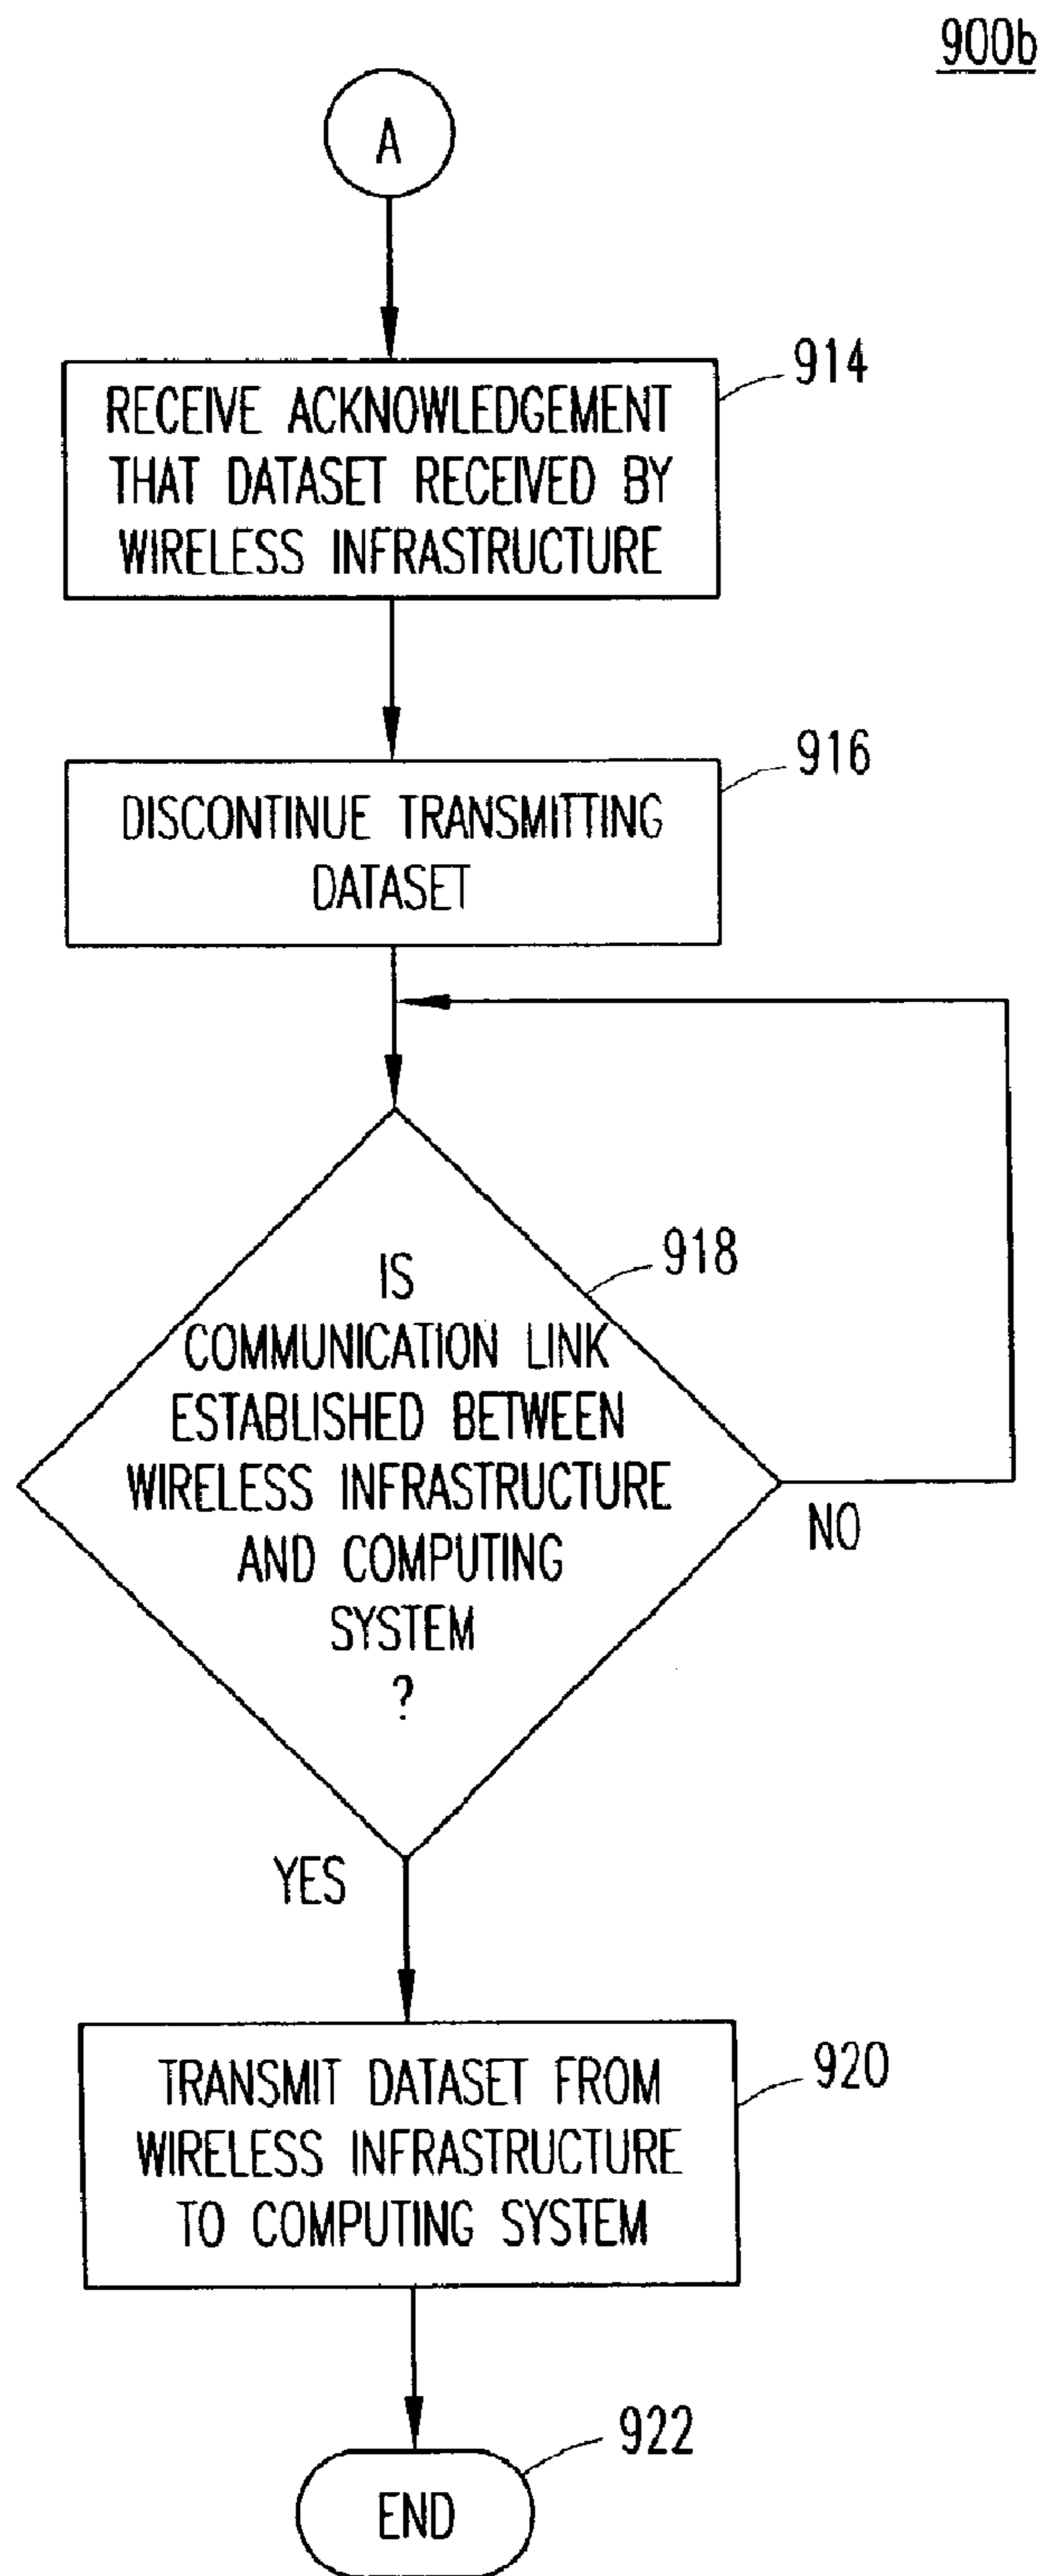 900b
A
914
RECEIVE ACKNOWLEDGEMENT
THAT DATASET RECEIVED BY
WIRELESS INFRASTRUCTURE
916
DISCONTINUE TRANSMITTING
DATASET
918
IS
COMMUNICATION LINK
ESTABLISHED BETWEEN
WIRELESS INFRASTRUCTURE
AND COMPUTING
SYSTEM
?
NO
YES
920
TRANSMIT DATASET FROM
WIRELESS INFRASTRUCTURE
TO COMPUTING SYSTEM
922
END